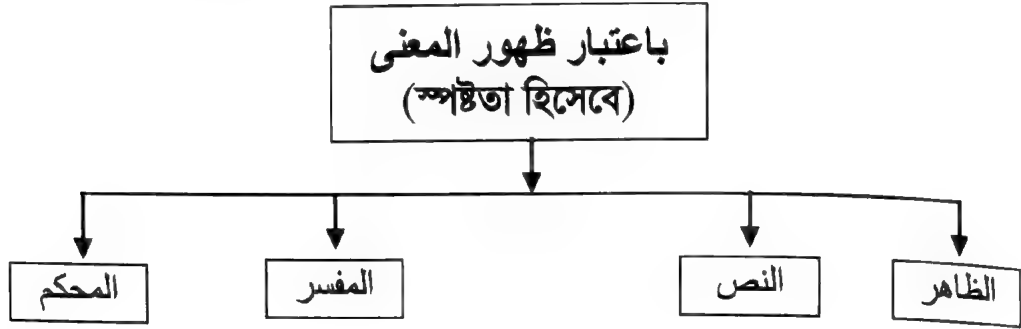 باعتبار ظهور المعنى
(স্পষ্টতা হিসেবে)
الظاهر
النص
المفسر
المحكم